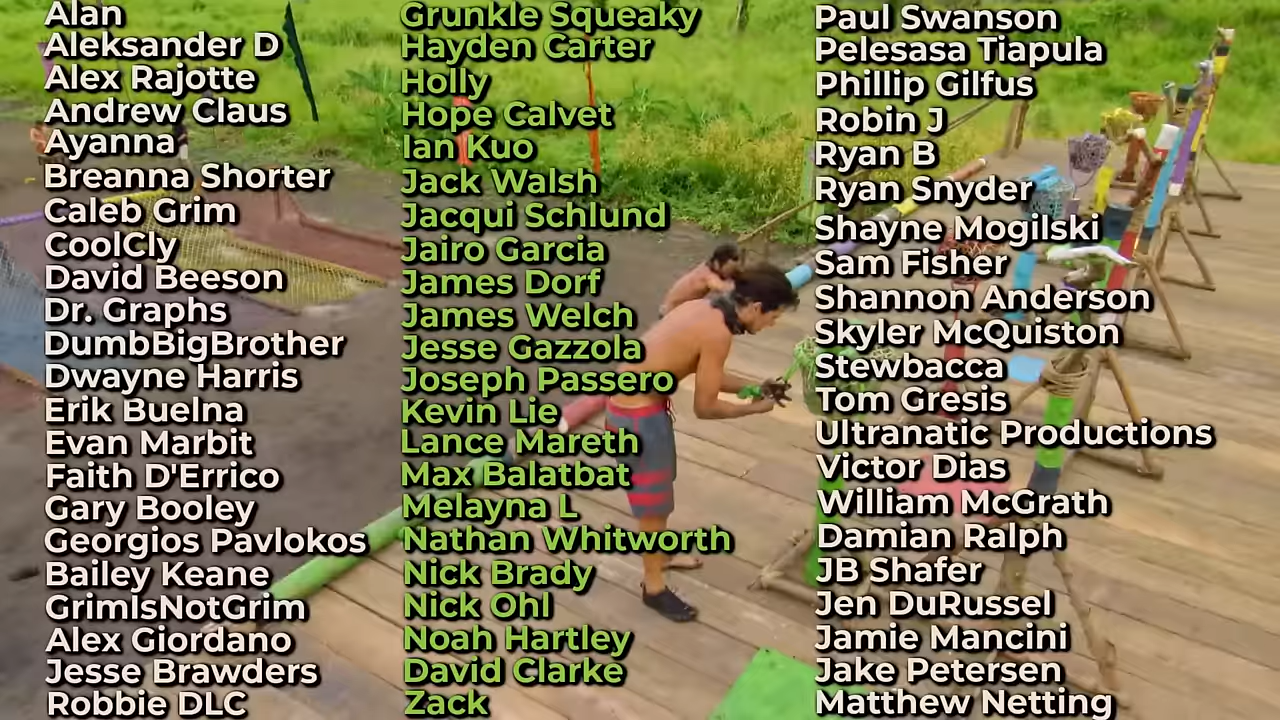 Alan
Aleksander D
Alex Rajotte
Andrew Claus
Ayanna
Breanna Shorter
Caleb Grim
CoolCly
David Beeson
Dr. Graphs
DumbBigBrother
Dwayne Harris
Erik Buelna
Evan Marbit
Faith D'Errico
Gary Booley
Georgios Pavlokos
Bailey Keane
GrimIsNotGrim
Alex Giordano
Jesse Brawders
Robbie DLC
Grunkle Squeaky
Hayden Carter
Holly
Hope Calvet
Ian Kuo
Jack Walsh
Jacqui Schlund
Jairo Garcia
James Dorf
James Welch
Jesse Gazzola
Joseph Passero
Kevin Lie
Lance Mareth
Max Balatbat
Melayna L
Nathan Whitworth
Nick Brady
Nick Ohl
Noah Hartley
David Clarke
Zack
Paul Swanson
Pelesasa Tiapula
Phillip Gilfus
Robin J
Ryan B
Ryan Snyder
Shayne Mogilski
Sam Fisher
Shannon Anderson
Skyler McQuiston
Stewbacca
Tom Gresis
Ultranatic Productions
Victor Dias
William McGrath
Damian Ralph
JB Shafer
Jen DuRussel
Jamie Mancini
Jake Petersen
Matthew Netting